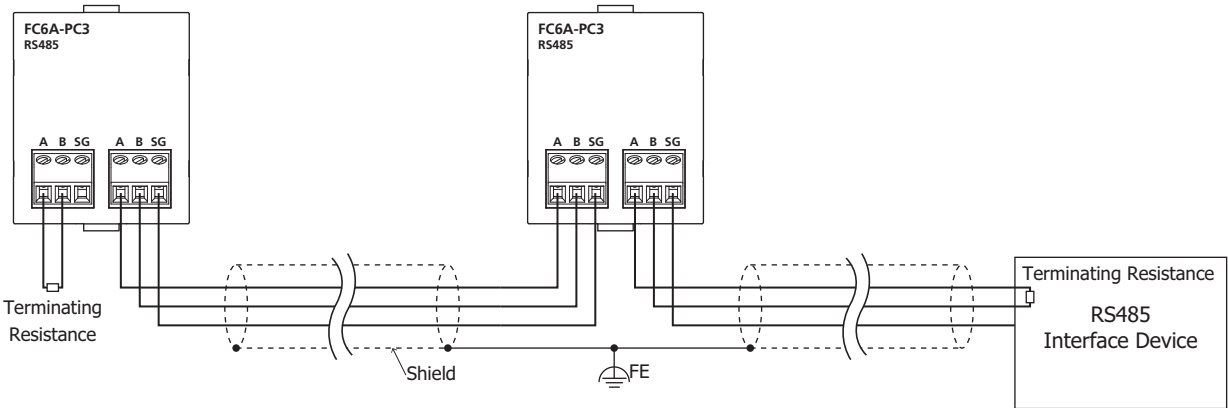 FC6A-PC3
RS485
A B SG A B SG
Terminating
Resistance
FC6A-PC3
RS485
A B SG A B SG
Shield
FE
Terminating Resistance
RS485
Interface Device